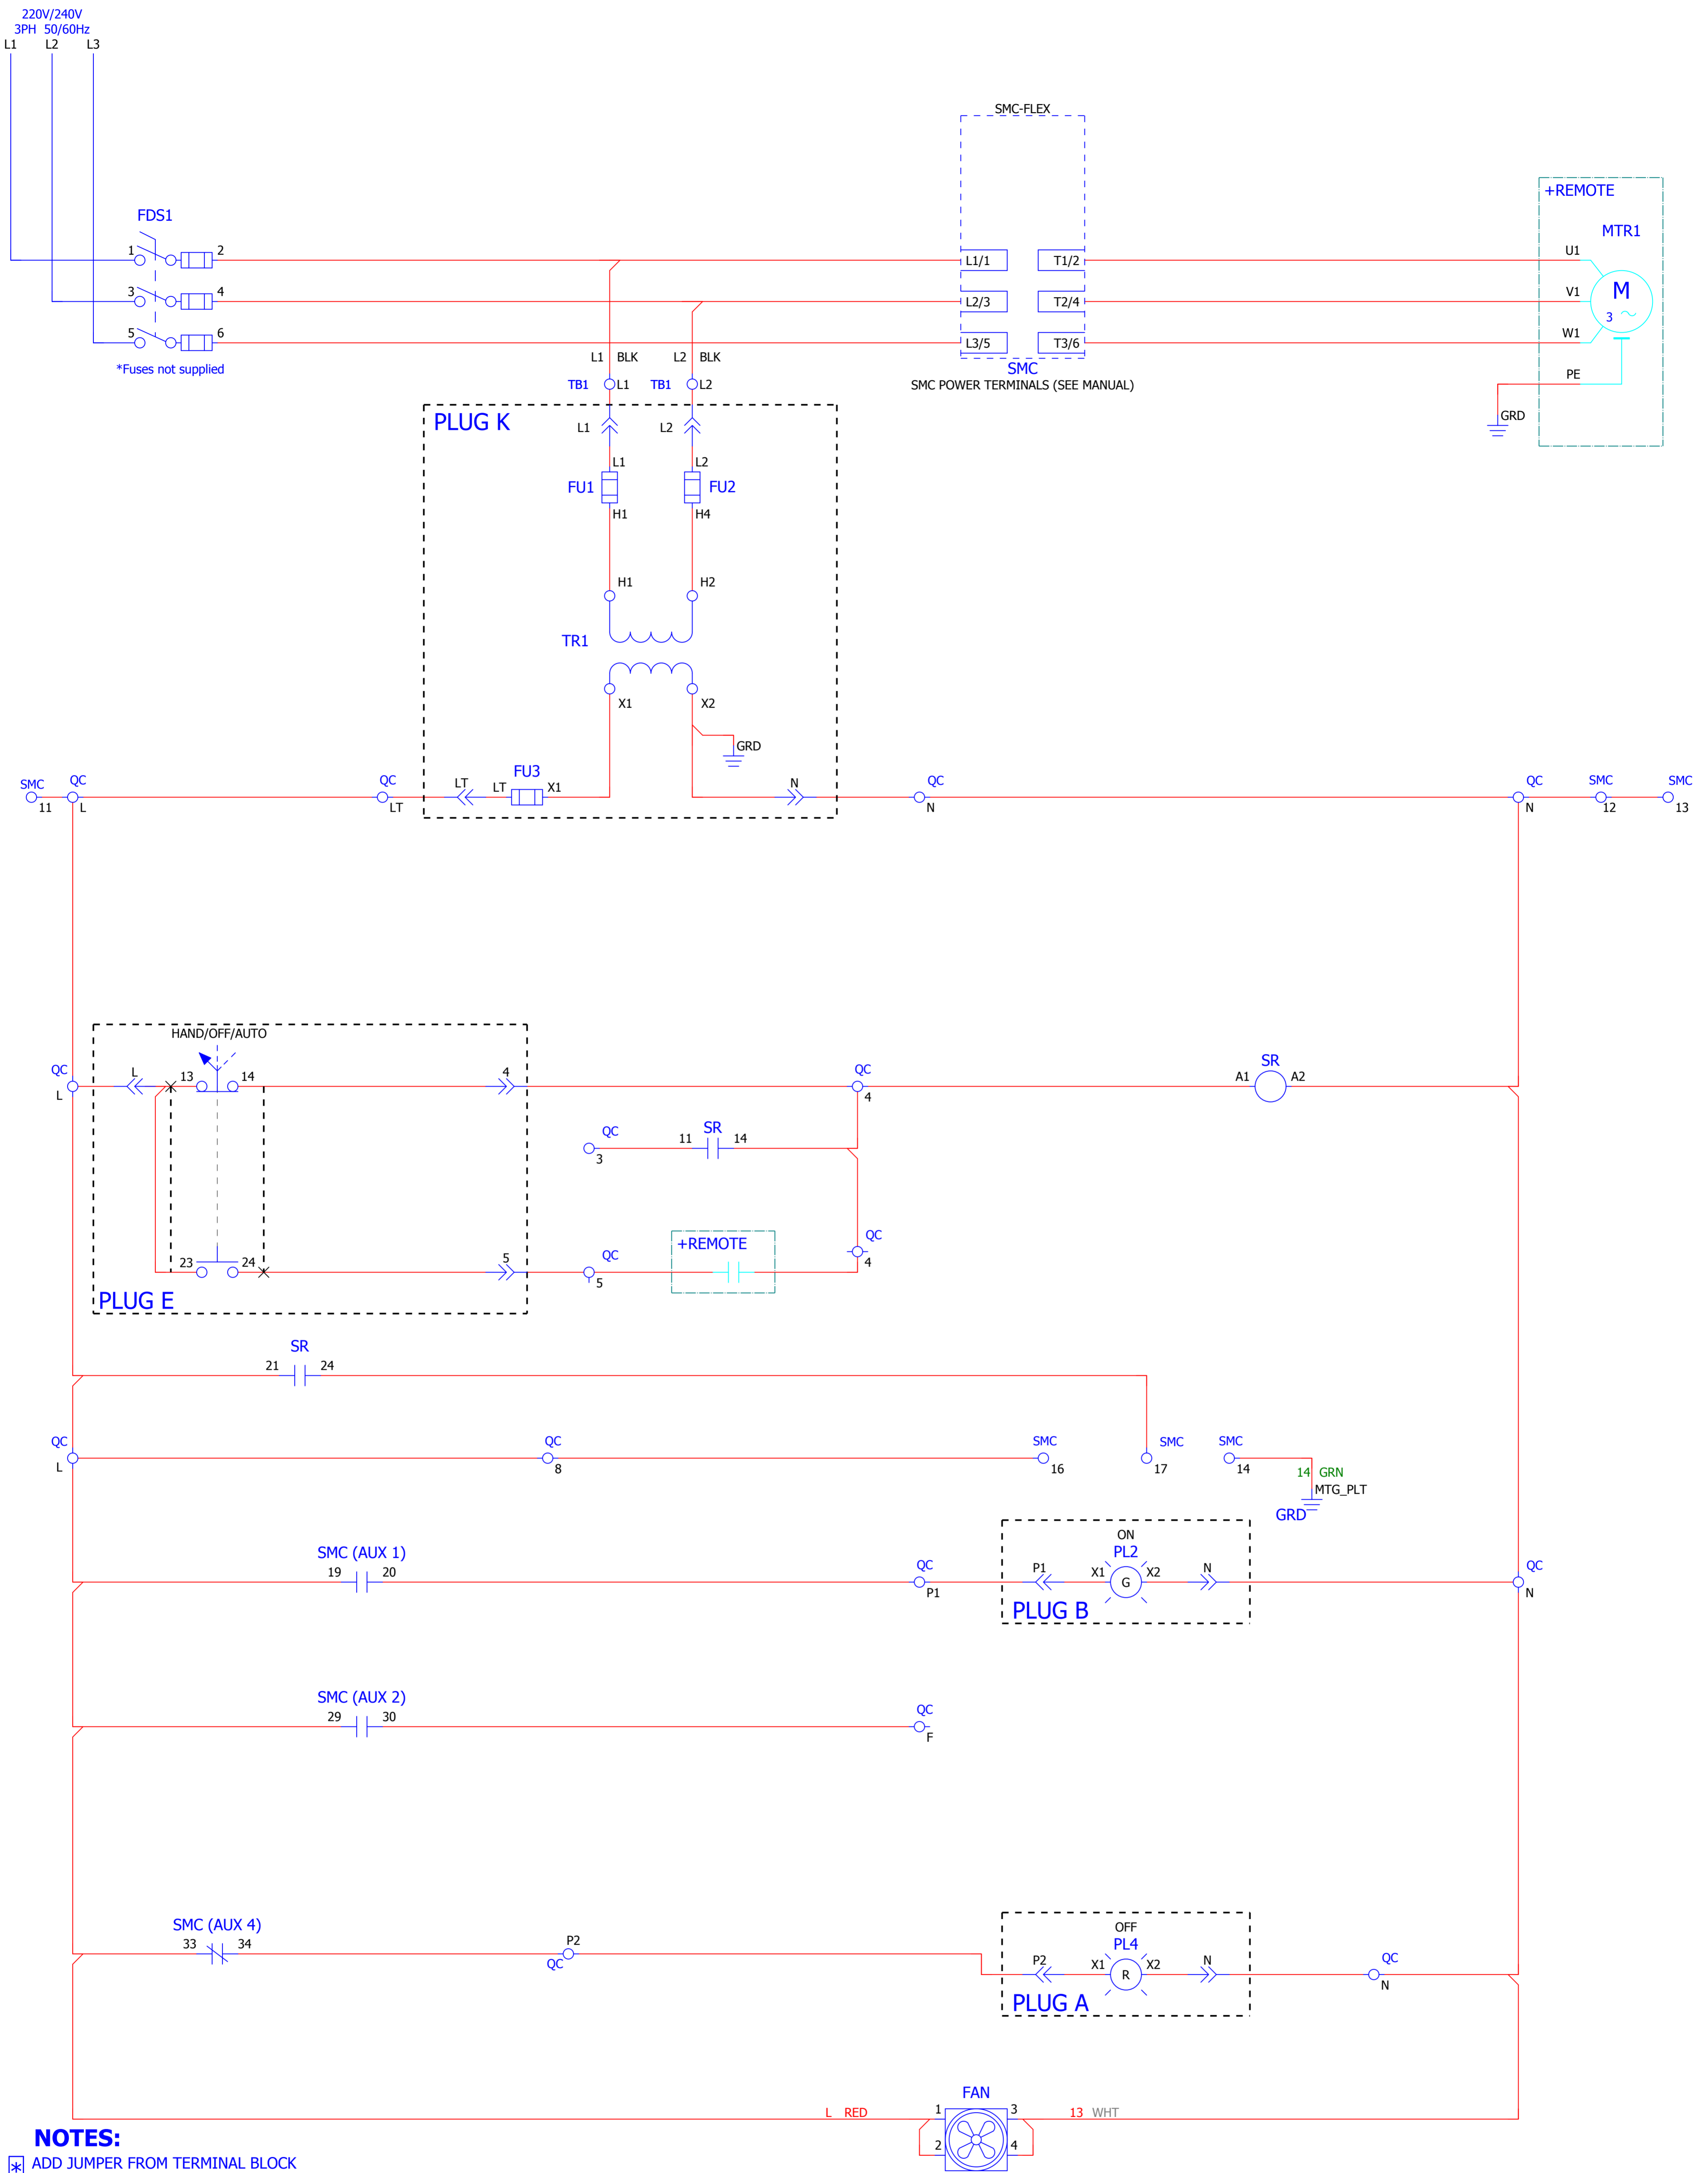 220V/240V
3PH 50/60Hz
L1 L2 L3
SMC-FLEX
+REMOTE
FDS1
MTR1
1 2 L1/1 T1/2 U1
3 4 L2/3 T2/4 V1 M
3
5 6 L3/5 T3/6 W1
*Fuses not supplied
L1 BLK L2 BLK
SMC
SMC POWER TERMINALS (SEE MANUAL)
PE
TB1 L1 TB1 L2
GRD
PLUG K
L1 L2
L1 L2
FU1 FU2
H1 H4
H1 H2
TR1
X1 X2
GRD
SMC QC QC LT LT FU3 X1 N QC QC SMC SMC
11 L LT N N 12 13
HAND/OFF/AUTO
QC L 13 14 4 QC A1 SR A2
L 4
QC 11 SR 14
3
+REMOTE
QC
23 24 5 QC 4
5
PLUG E
SR
21 24
QC QC SMC SMC SMC
L 8 16 17 14
14 GRN
MTG_PLT
GRD
ON
SMC (AUX 1) PL2
19 20 QC P1 X1 G X2 N QC
P1 N
PLUG B
SMC (AUX 2)
29 30 QC
F
SMC (AUX 4) OFF
33 34 P2 PL4
QC P2 X1 R X2 N QC
N
PLUG A
FAN
L RED 1 3 13 WHT
2 4
NOTES:
* ADD JUMPER FROM TERMINAL BLOCK